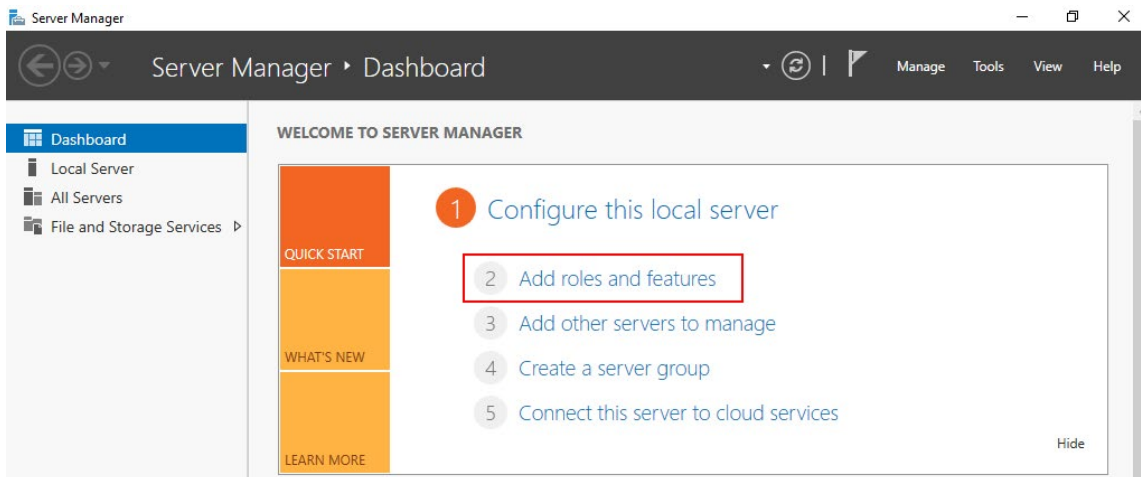 Server Manager
Server Manager ‣ Dashboard
Manage Tools View Help
Dashboard
Local Server
All Servers
File and Storage Services
WELCOME TO SERVER MANAGER
QUICK START
WHAT'S NEW
LEARN MORE
1 Configure this local server
2 Add roles and features
3 Add other servers to manage
4 Create a server group
5 Connect this server to cloud services
Hide